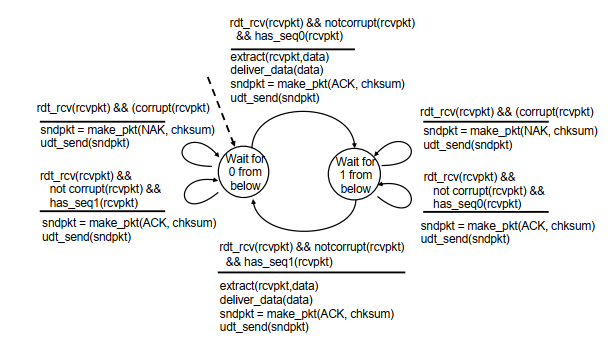 rdt_rcv(rcvpkt) && notcorrupt(rcvpkt)
&& has_seq0(rcvpkt)
extract(rcvpkt,data)
deliver_data(data)
sndpkt = make_pkt(ACK, chksum)
udt_send(sndpkt)
rdt_rcv(rcvpkt) && (corrupt(rcvpkt)
sndpkt = make_pkt(NAK, chksum)
udt_send(sndpkt)
rdt_rcv(rcvpkt) &&
not corrupt(rcvpkt) &&
has_seq1(rcvpkt)
sndpkt = make_pkt(ACK, chksum)
udt_send(sndpkt)
Wait for
0 from
below
Wait for
1 from
below
rdt_rcv(rcvpkt) && (corrupt(rcvpkt)
sndpkt = make_pkt(NAK, chksum)
udt_send(sndpkt)
rdt_rcv(rcvpkt) &&
not corrupt(rcvpkt) &&
has_seq0(rcvpkt)
sndpkt = make_pkt(ACK, chksum)
udt_send(sndpkt)
rdt_rcv(rcvpkt) && notcorrupt(rcvpkt)
&& has_seq1(rcvpkt)
extract(rcvpkt,data)
deliver_data(data)
sndpkt = make_pkt(ACK, chksum)
udt_send(sndpkt)